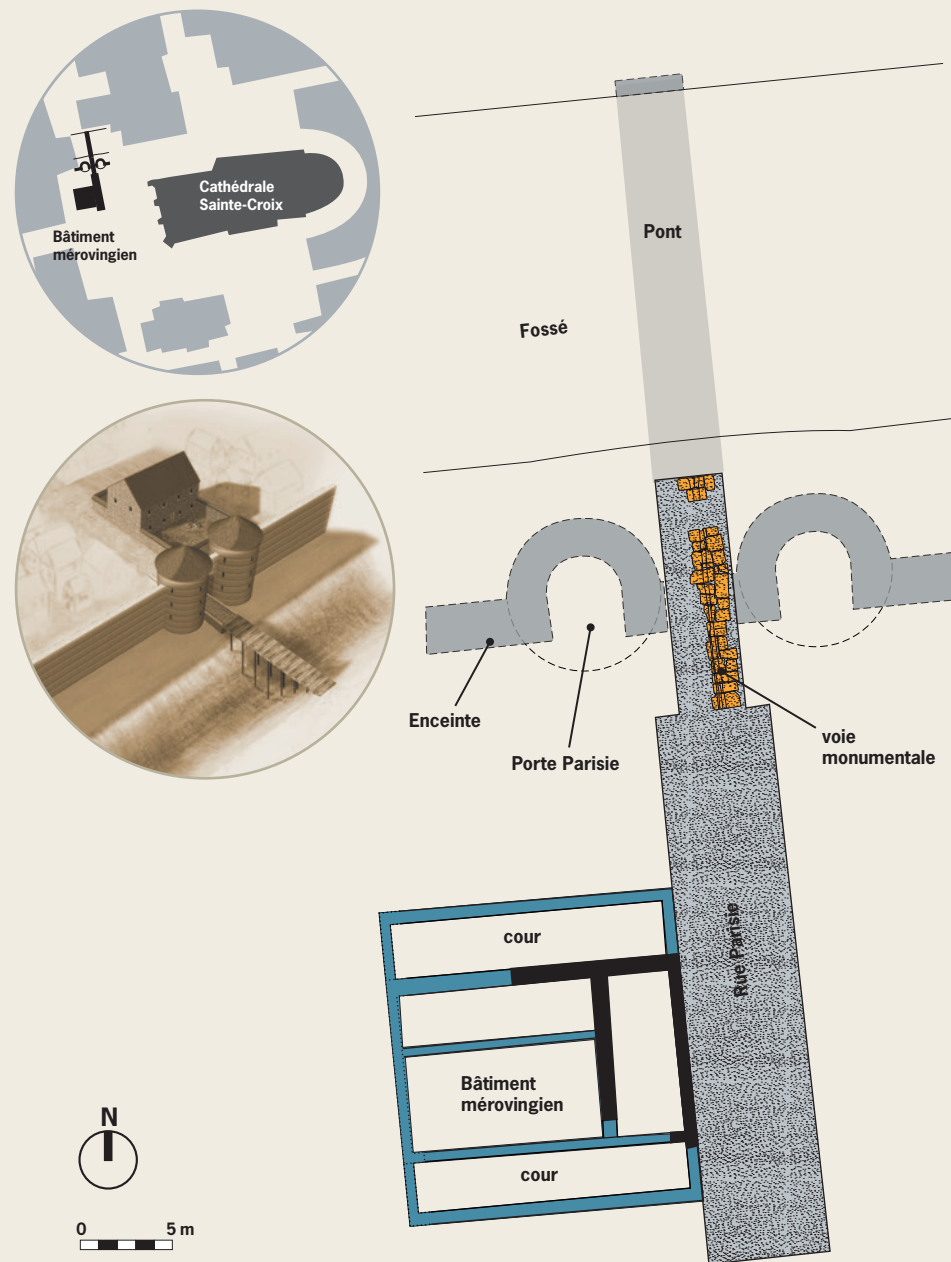 Cathédrale
Sainte-Croix
Bâtiment
mérovingien
Pont
Fossé
Enceinte
Porte Parisie
voie
monumentale
cour
Rue Parisie
Bâtiment
mérovingien
cour
N
0 5 m